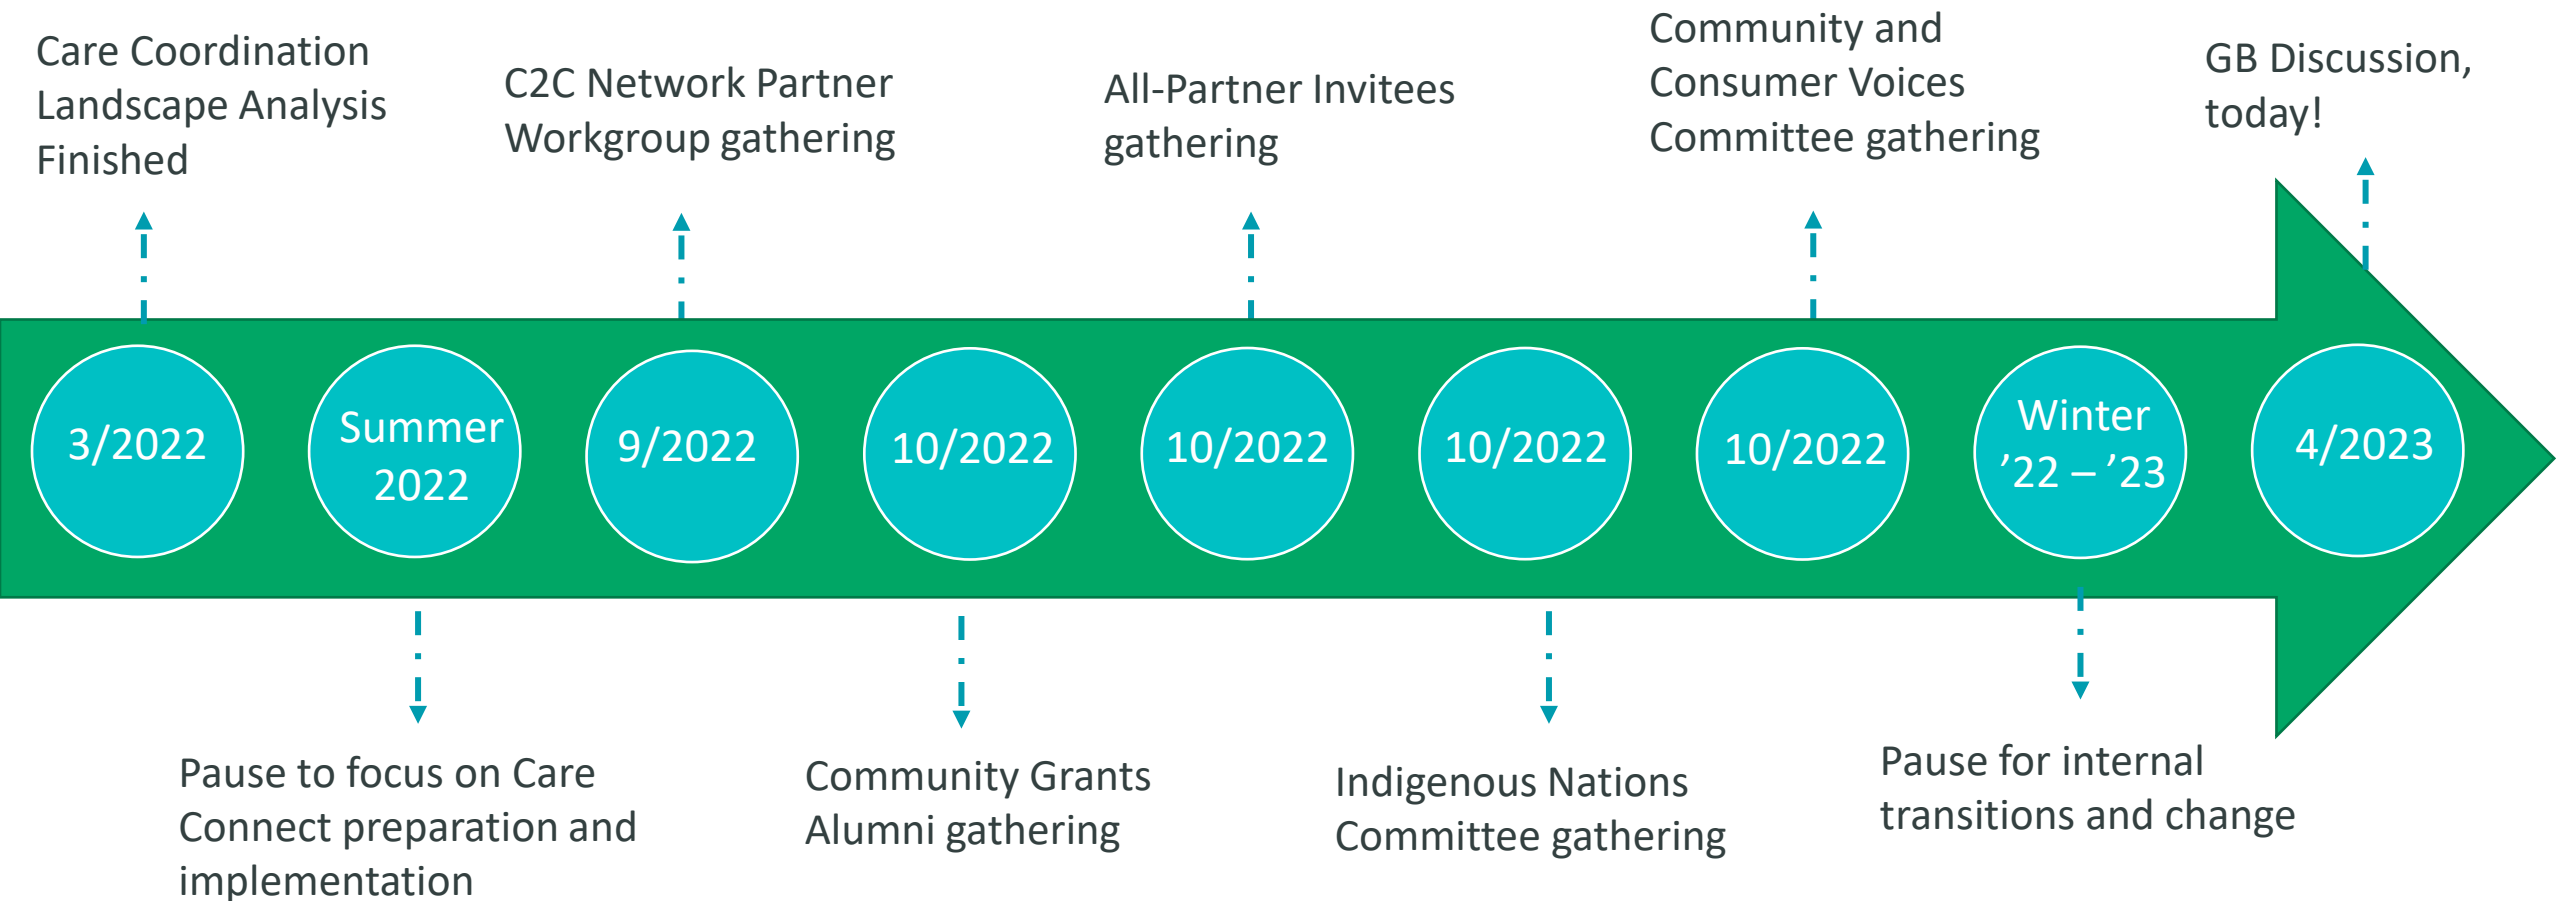 Care Coordination
Landscape Analysis
Finished
C2C Network Partner
Workgroup gathering
All-Partner Invitees
gathering
Community and
Consumer Voices
Committee gathering
GB Discussion,
today!
3/2022
Summer
2022
9/2022
10/2022
10/2022
10/2022
10/2022
Winter
’22 – ’23
4/2023
Pause to focus on Care
Connect preparation and
implementation
Community Grants
Alumni gathering
Indigenous Nations
Committee gathering
Pause for internal
transitions and change